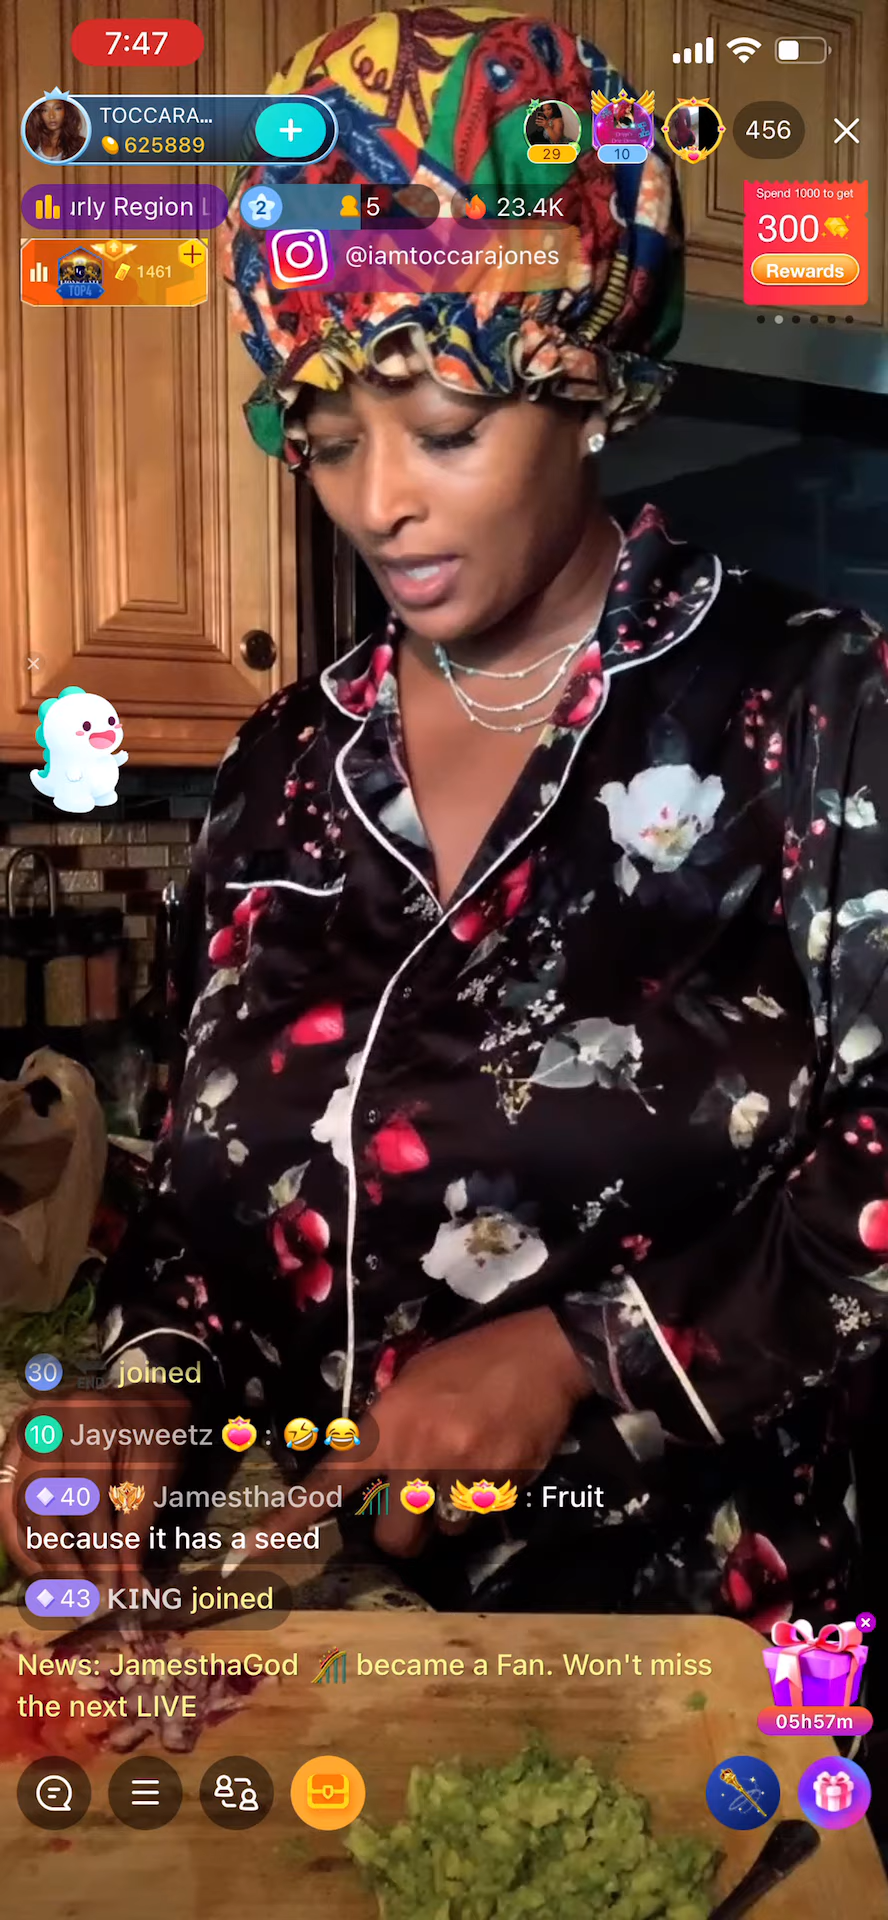 7:47
TOCCARA...
625889
29
10
456
urly Region L
2
5
23.4K
Spend 1000 to get
300
Rewards
TOP4
1461
@iamtoccarajones
30 END joined
10 Jaysweetz : 🤣😂
40 JamesthaGod : Fruit
because it has a seed
43 KING joined
News: JamesthaGod became a Fan. Won't miss
the next LIVE
05h57m